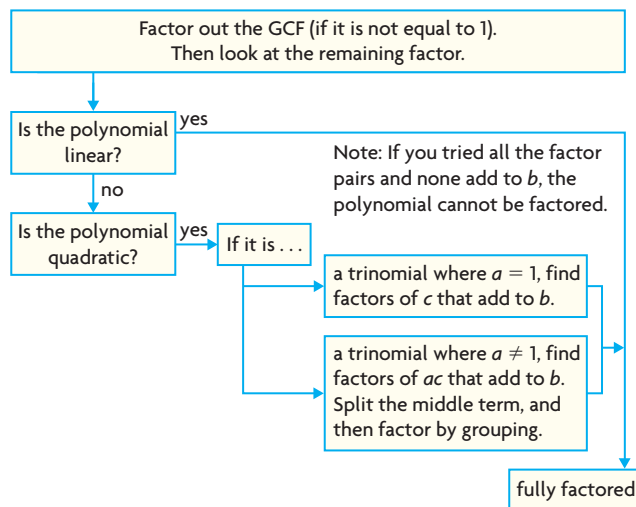 Factor out the GCF (if it is not equal to 1).
Then look at the remaining factor.
Is the polynomial
linear?
yes
no
Note: If you tried all the factor
pairs and none add to b, the
polynomial cannot be factored.
Is the polynomial
quadratic?
yes
If it is . . .
a trinomial where a = 1, find
factors of c that add to b.
a trinomial where a ≠ 1, find
factors of ac that add to b.
Split the middle term, and
then factor by grouping.
fully factored